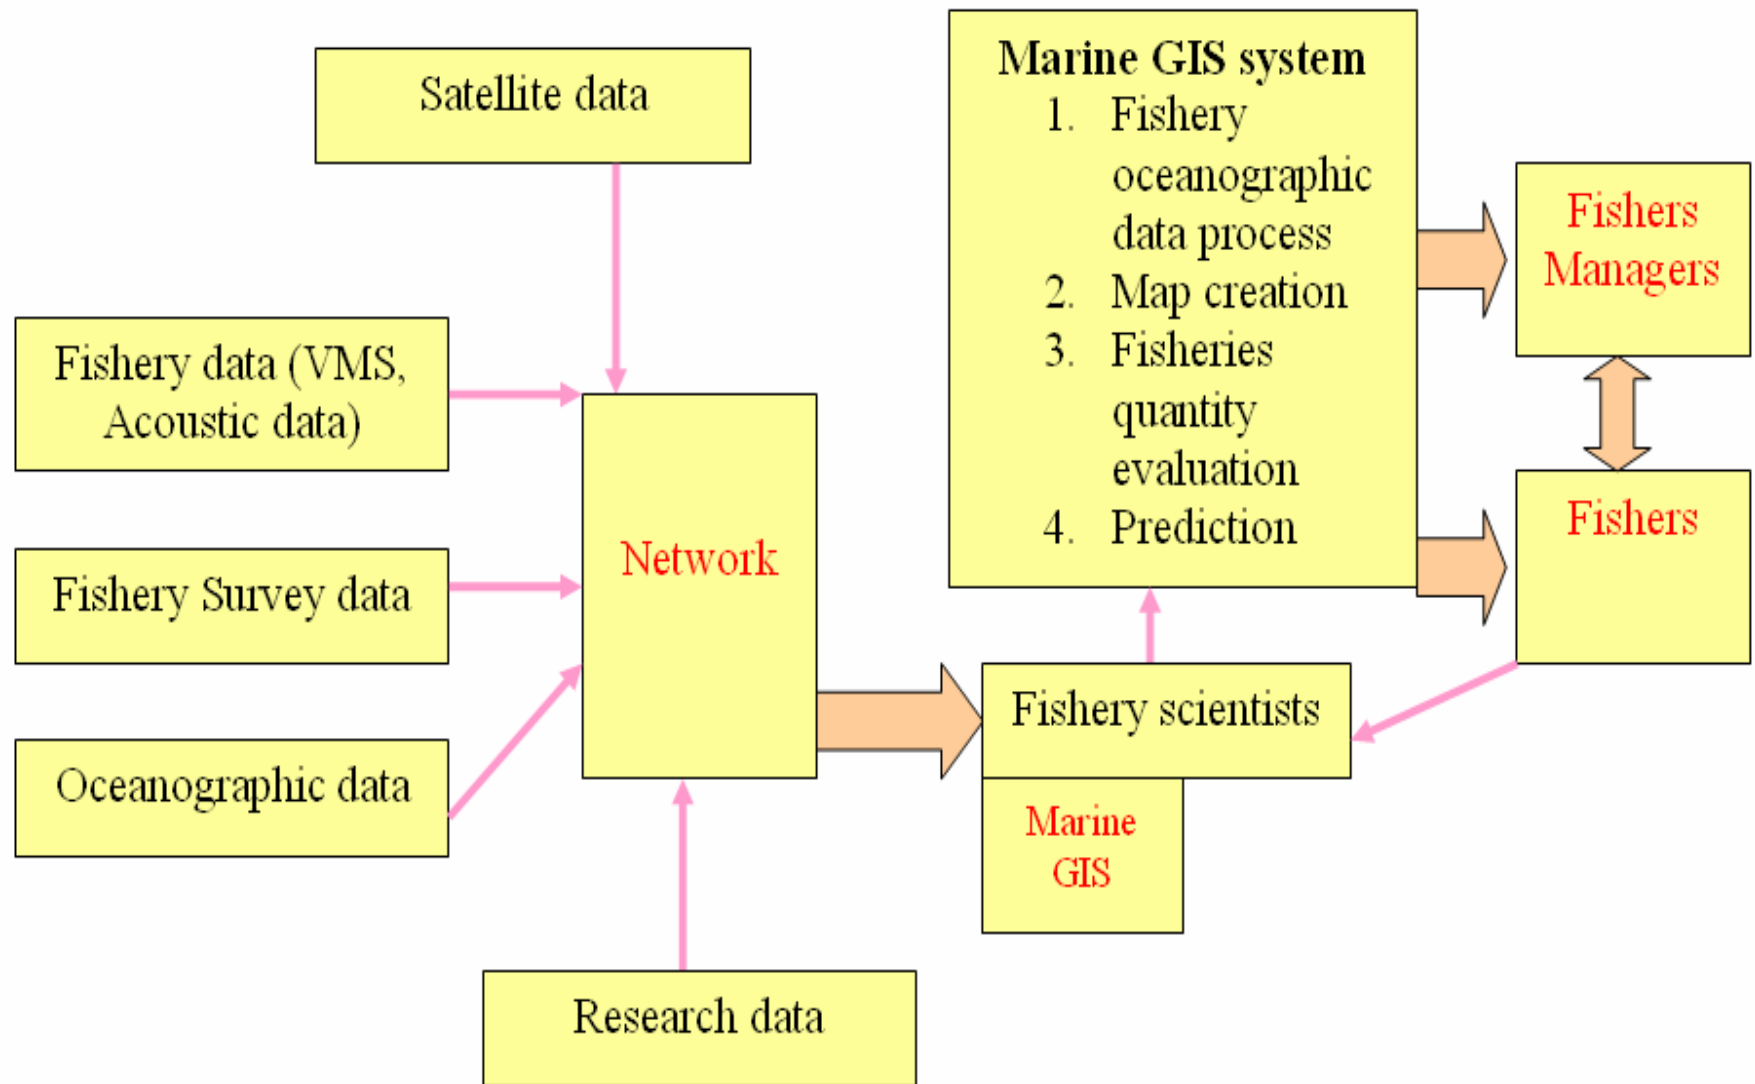 Satellite data
Fishery data (VMS,
Acoustic data)
Fishery Survey data
Oceanographic data
Network
Research data
Marine GIS system
1. Fishery
oceanographic
data process
2. Map creation
3. Fisheries
quantity
evaluation
4. Prediction
Fishers
Managers
Fishers
Fishery scientists
Marine
GIS